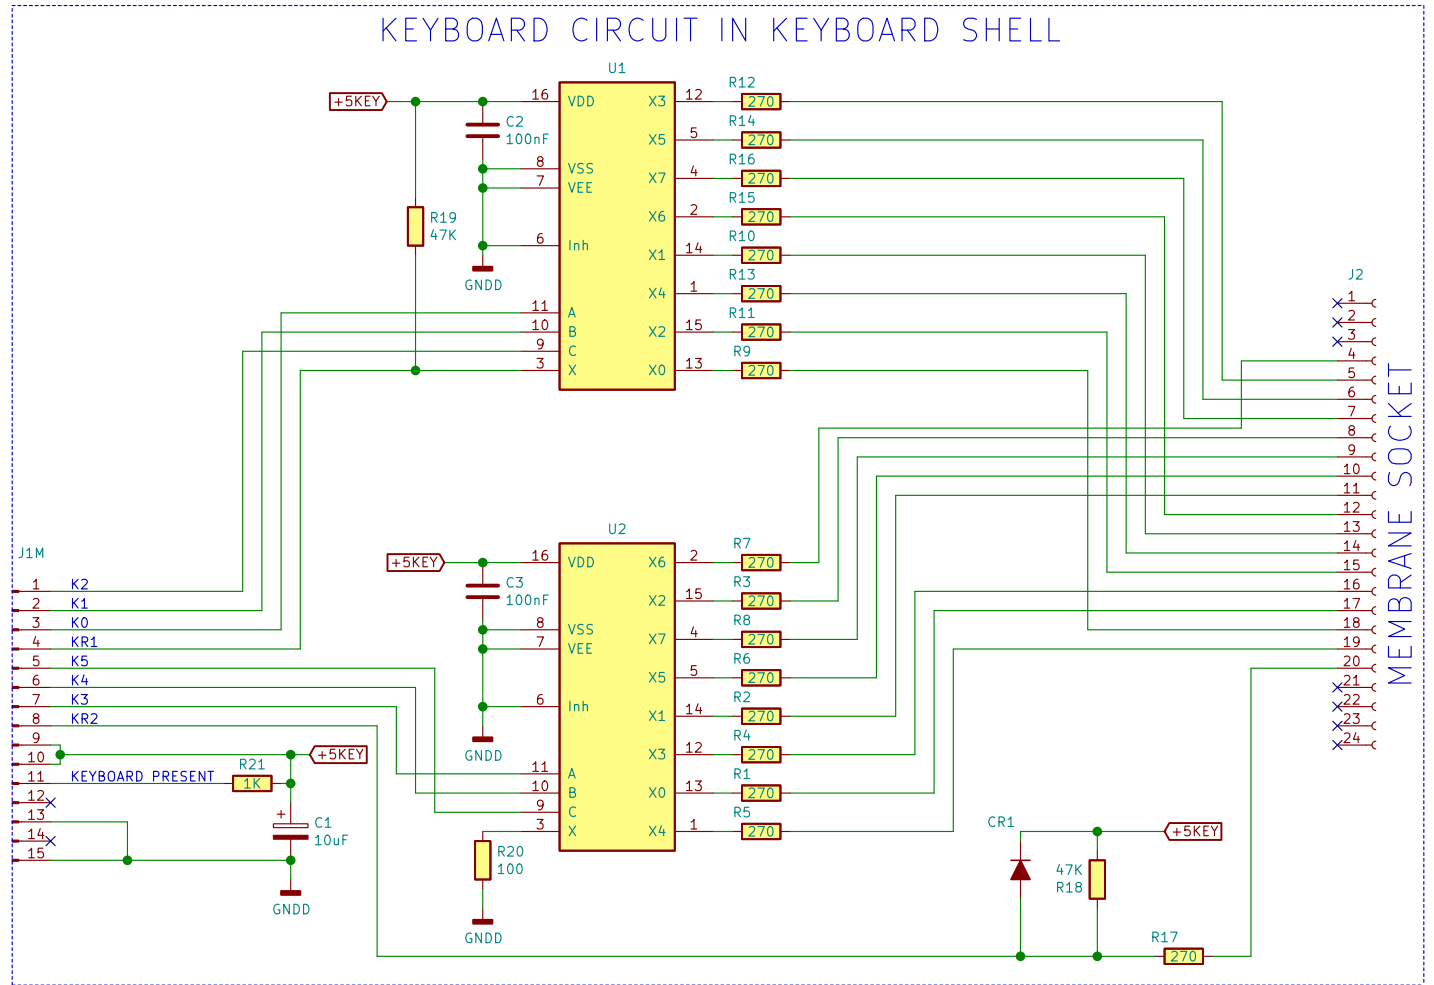 KEYBOARD CIRCUIT IN KEYBOARD SHELL
U1
+5KEY
C2
100nF
R19
47K
GNDD
16 VDD
8 VSS
7 VEE
6 Inh
11 A
10 B
9 C
3 X
X3 12
X5 5
X7 4
X6 2
X1 14
X4 1
X2 15
X0 13
R12
270
R14
270
R16
270
R15
270
R10
270
R13
270
R11
270
R9
270
J2
1
2
3
4
5
6
7
8
9
10
11
12
13
14
15
16
17
18
19
20
21
22
23
24
MEMBRANE SOCKET
U2
+5KEY
C3
100nF
GNDD
16 VDD
8 VSS
7 VEE
6 Inh
11 A
10 B
9 C
3 X
X6 2
X2 15
X7 4
X5 5
X1 14
X3 12
X0 13
X4 1
R7
270
R3
270
R8
270
R6
270
R2
270
R4
270
R1
270
R5
270
R20
100
GNDD
J1M
1 K2
2 K1
3 K0
4 KR1
5 K5
6 K4
7 K3
8 KR2
9
10
11 KEYBOARD PRESENT
12
13
14
15
+5KEY
R21
1K
+
C1
10uF
GNDD
CR1
+5KEY
47K
R18
R17
270